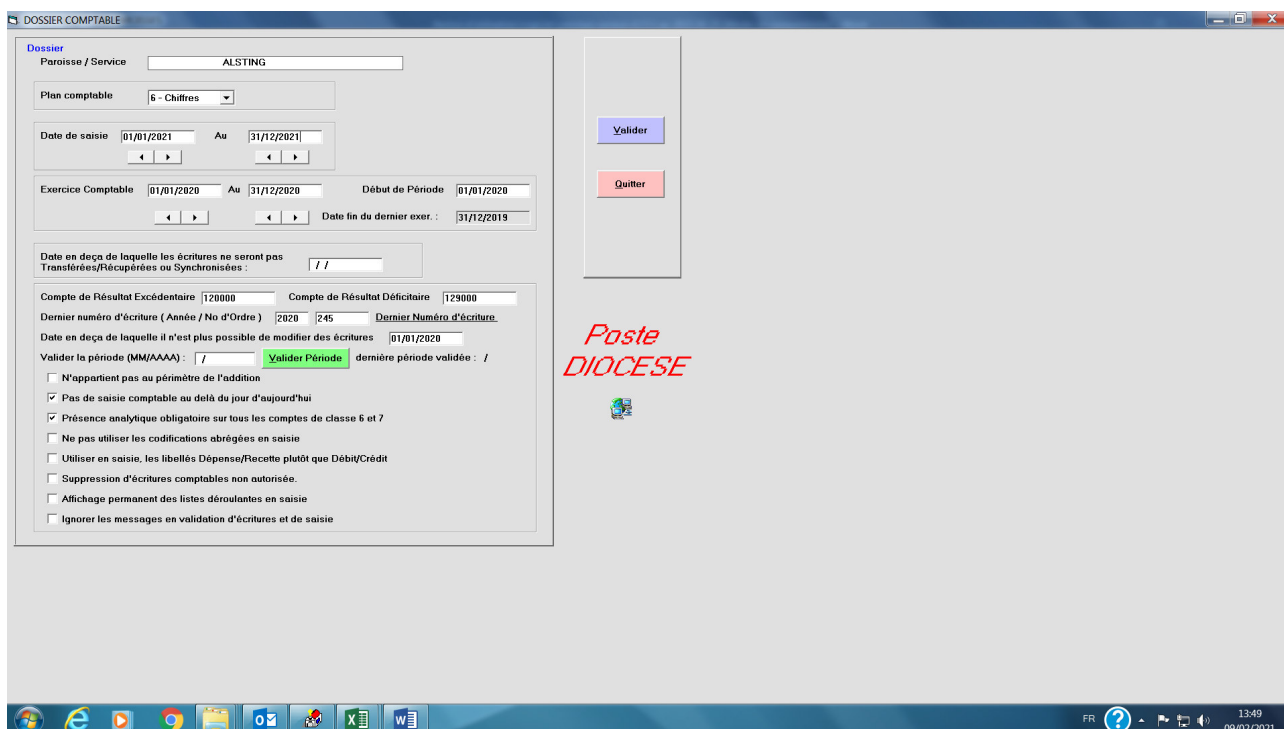 DOSSIER COMPTABLE
Dossier
Paroisse / Service ALSTING
Plan comptable 6 - Chiffres
Date de saisie 01/01/2021 Au 31/12/2021
Exercice Comptable 01/01/2020 Au 31/12/2020 Début de Période 01/01/2020
Date fin du dernier exer. : 31/12/2019
Date en deça de laquelle les écritures ne seront pas
Transférées/Récupérées ou Synchronisées : / /
Compte de Résultat Excédentaire 120000 Compte de Résultat Déficitaire 129000
Dernier numéro d'écriture ( Année / No d'Ordre ) 2020 245 Dernier Numéro d'écriture
Date en deça de laquelle il n'est plus possible de modifier des écritures 01/01/2020
Valider la période (MM/AAAA) : / Valider Période dernière période validée : /
N'appartient pas au périmètre de l'addition
Pas de saisie comptable au delà du jour d'aujourd'hui
Présence analytique obligatoire sur tous les comptes de classe 6 et 7
Ne pas utiliser les codifications abrégées en saisie
Utiliser en saisie, les libellés Dépense/Recette plutôt que Débit/Crédit
Suppression d'écritures comptables non autorisée.
Affichage permanent des listes déroulantes en saisie
Ignorer les messages en validation d'écritures et de saisie
Valider
Quitter
Poste
DIOCESE
FR
13:49
09/02/2021